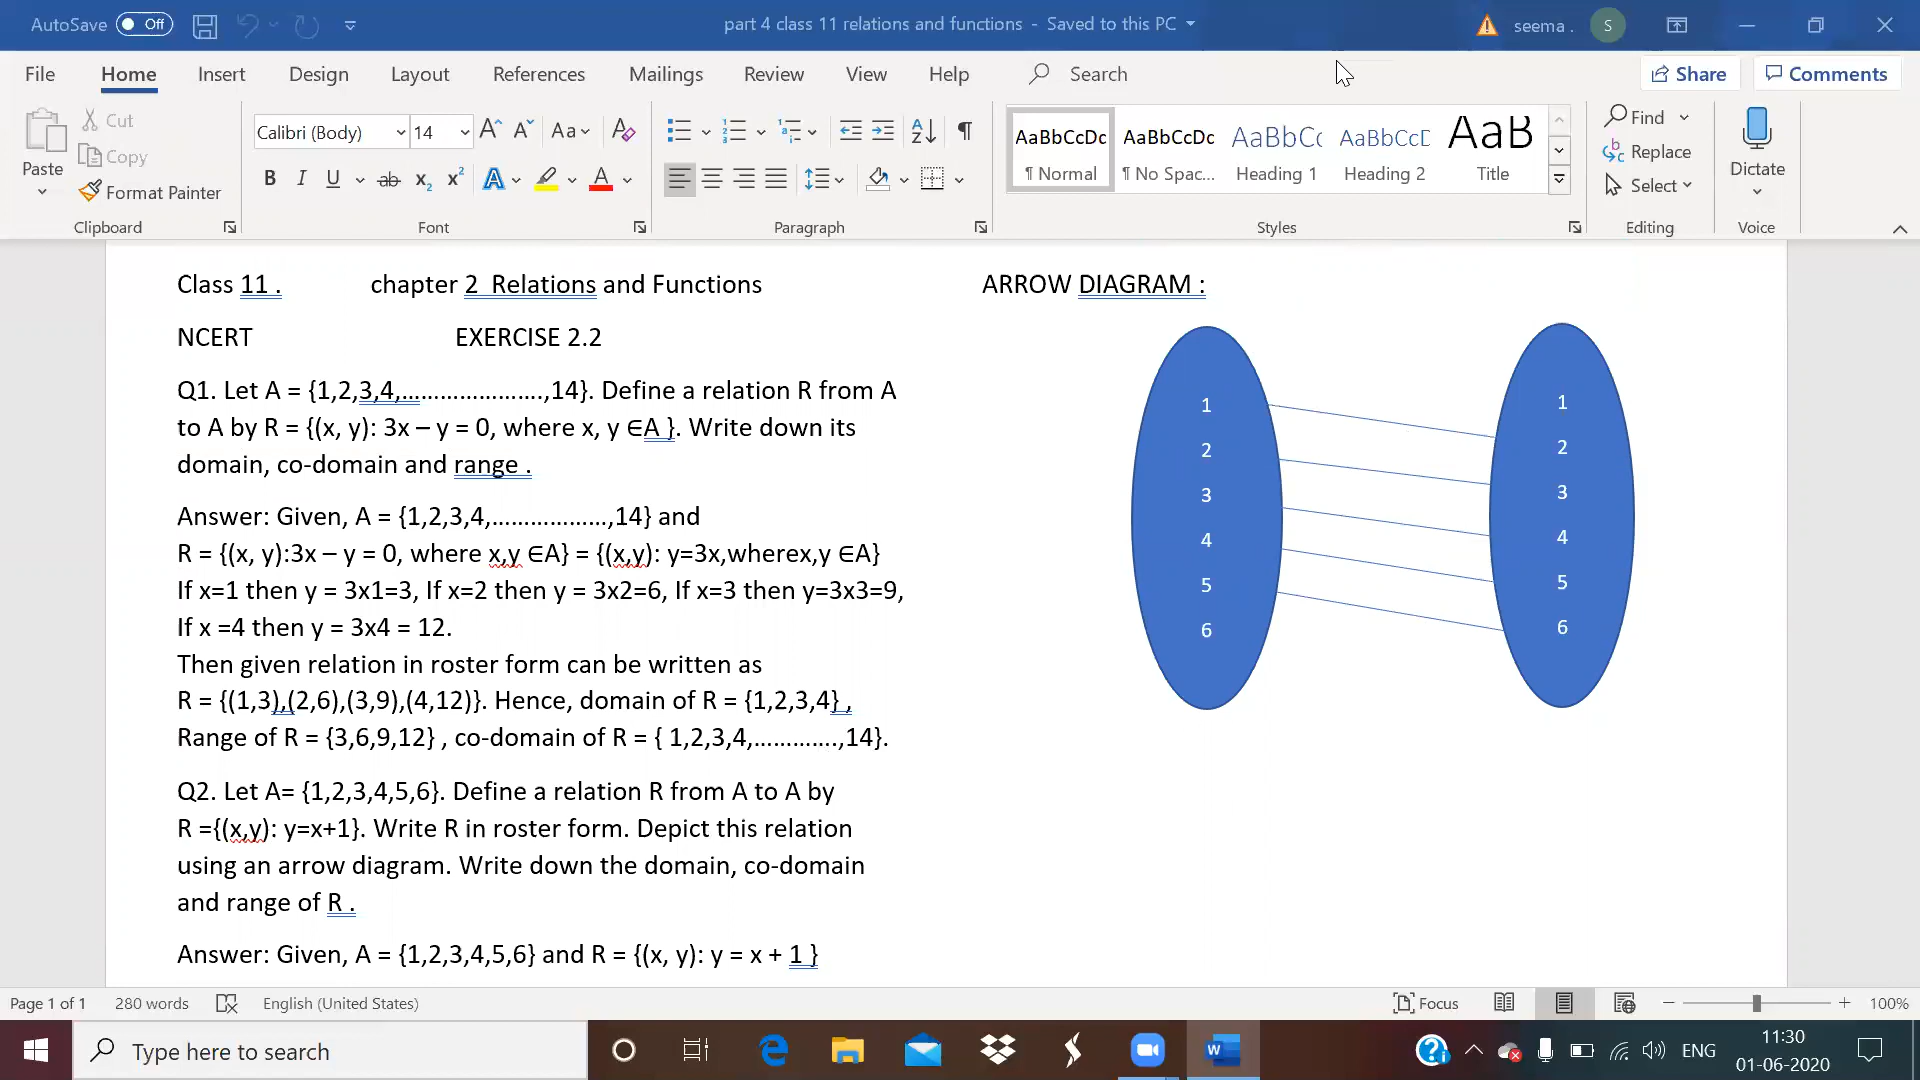 AutoSave Off
part 4 class 11 relations and functions - Saved to this PC
seema . S
File Home Insert Design Layout References Mailings Review View Help Search Share Comments
Paste Cut Copy Format Painter
Calibri (Body) 14
AaBbCcDc AaBbCcDc AaBbCc AaBbCcD AaB
¶ Normal ¶ No Spac... Heading 1 Heading 2 Title
Find Replace Select
Dictate
Clipboard Font Paragraph Styles Editing Voice
Class 11 . chapter 2 Relations and Functions
NCERT EXERCISE 2.2
Q1. Let A = {1,2,3,4,......................,14}. Define a relation R from A
to A by R = {(x, y): 3x – y = 0, where x, y ∈A }. Write down its
domain, co-domain and range .
Answer: Given, A = {1,2,3,4,..................,14} and
R = {(x, y):3x – y = 0, where x,y ∈A} = {(x,y): y=3x,wherex,y ∈A}
If x=1 then y = 3x1=3, If x=2 then y = 3x2=6, If x=3 then y=3x3=9,
If x =4 then y = 3x4 = 12.
Then given relation in roster form can be written as
R = {(1,3),(2,6),(3,9),(4,12)}. Hence, domain of R = {1,2,3,4} ,
Range of R = {3,6,9,12} , co-domain of R = { 1,2,3,4,.............,14}.
Q2. Let A= {1,2,3,4,5,6}. Define a relation R from A to A by
R ={(x,y): y=x+1}. Write R in roster form. Depict this relation
using an arrow diagram. Write down the domain, co-domain
and range of R .
Answer: Given, A = {1,2,3,4,5,6} and R = {(x, y): y = x + 1 }
ARROW DIAGRAM :
1 1
2 2
3 3
4 4
5 5
6 6
Page 1 of 1 280 words English (United States) Focus 100%
Type here to search
ENG
11:30
01-06-2020